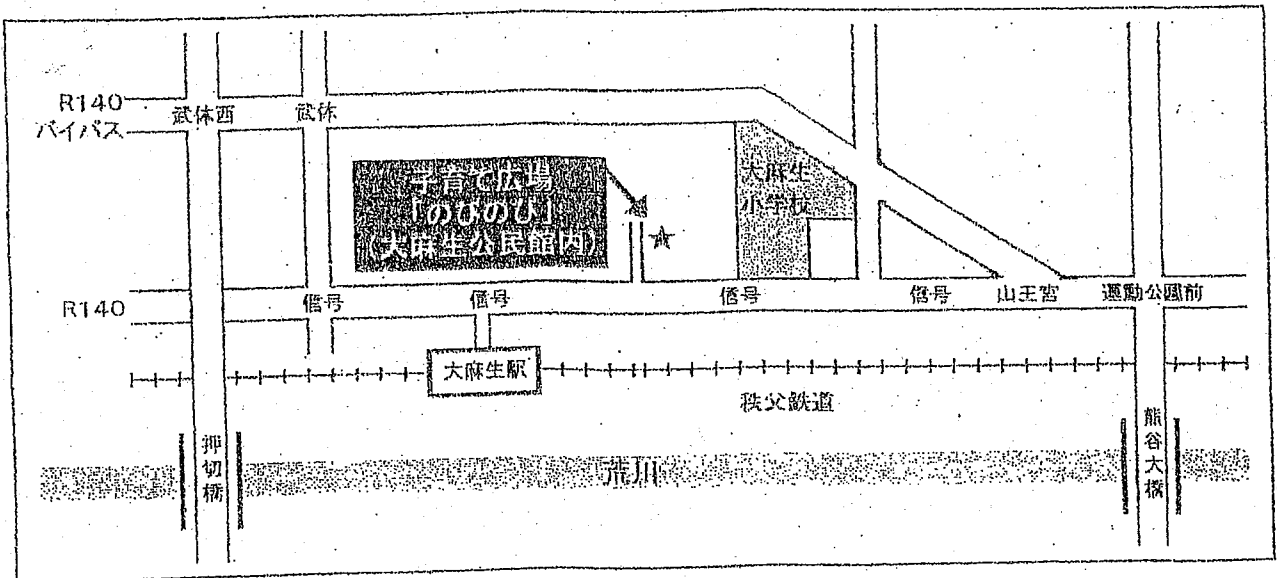 R140
バイパス
武体西
武体
子育て広場
「のびのび」
(大麻生公民館内)
大麻生
小学校
R140
信号
信号
信号
信号
山王宮
運動公園前
大麻生駅
秩父鉄道
押切橋
荒川
熊谷大橋